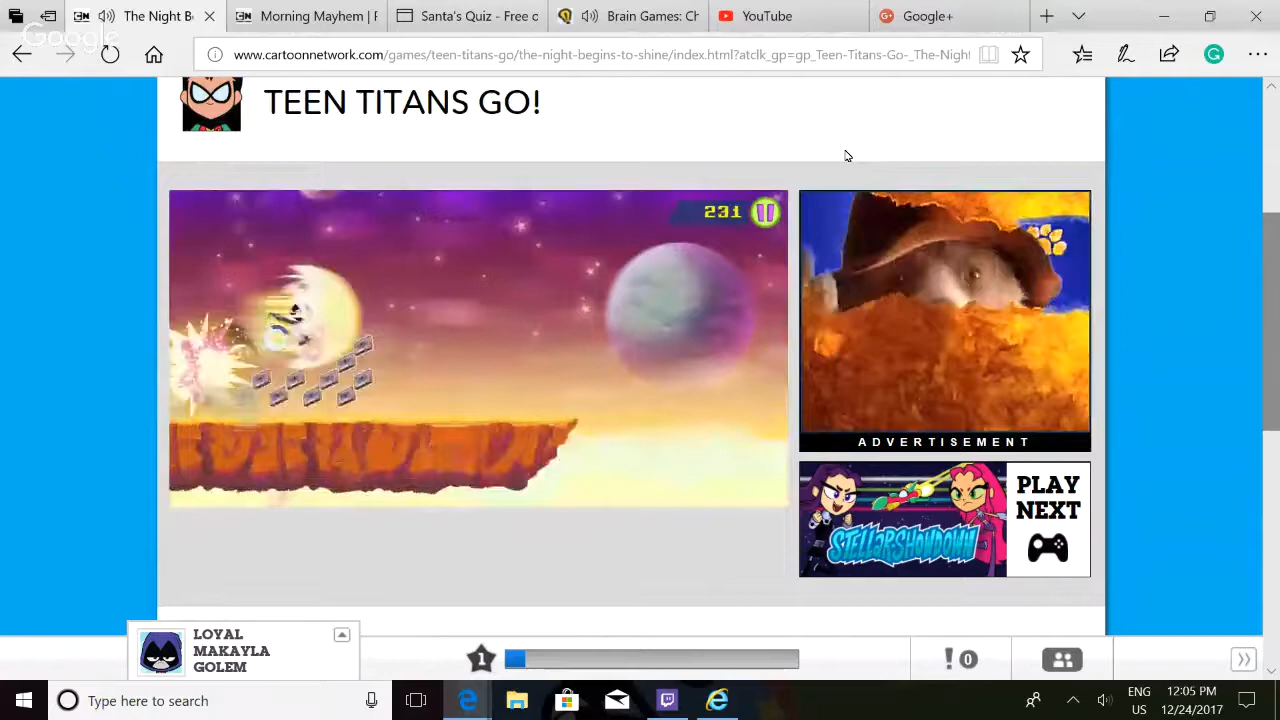 The Night B
Morning Mayhem | F
Santa's Quiz - Free o
Brain Games: Ch
YouTube
Google+
Google
www.cartoonnetwork.com/games/teen-titans-go/the-night-begins-to-shine/index.html?atclk_gp=gp_Teen-Titans-Go-_The-Night
TEEN TITANS GO!
231
ADVERTISEMENT
STELLAR SHOWDOWN
PLAY
NEXT
LOYAL
MAKAYLA
GOLEM
1
0
Type here to search
ENG
US
12:05 PM
12/24/2017